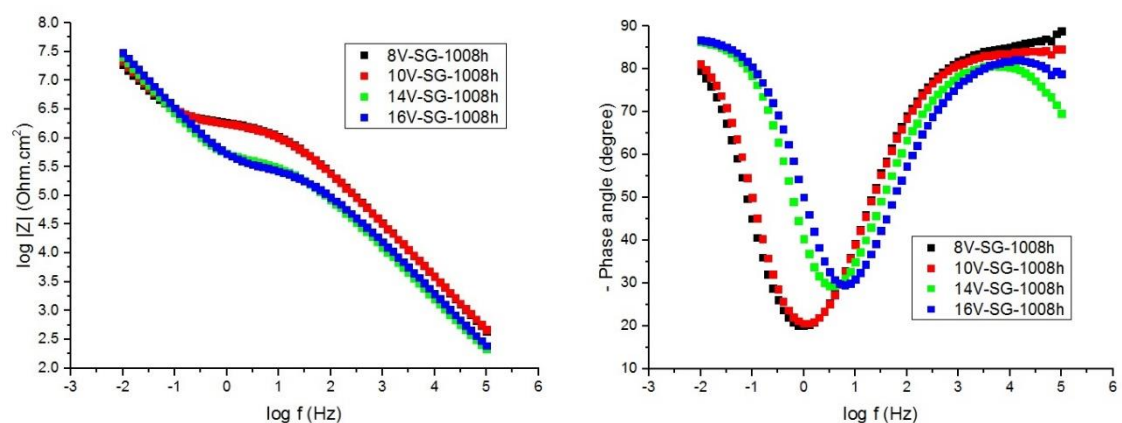 8.0
7.5
7.0
6.5
6.0
5.5
5.0
4.5
4.0
3.5
3.0
2.5
2.0
log |Z| (Ohm.cm²)
8V-SG-1008h
10V-SG-1008h
14V-SG-1008h
16V-SG-1008h
-3 -2 -1 0 1 2 3 4 5 6
log f (Hz)
90
80
70
60
50
40
30
20
10
- Phase angle (degree)
8V-SG-1008h
10V-SG-1008h
14V-SG-1008h
16V-SG-1008h
-3 -2 -1 0 1 2 3 4 5 6
log f (Hz)